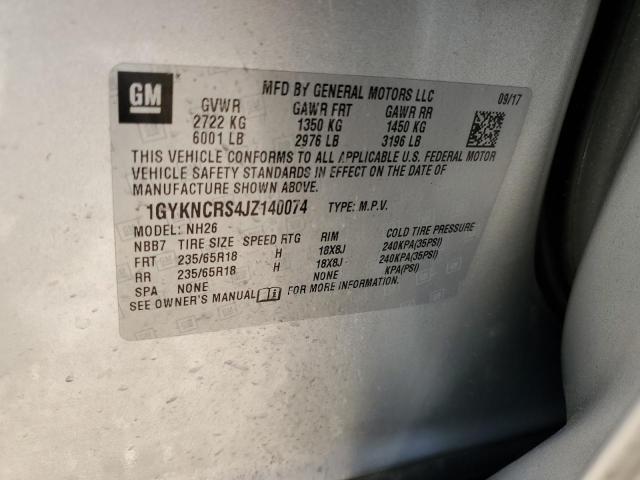 GM
MFD BY GENERAL MOTORS LLC
09/17
GVWR GAWR FRT GAWR RR
2722 KG 1350 KG 1450 KG
6001 LB 2976 LB 3196 LB
THIS VEHICLE CONFORMS TO ALL APPLICABLE U.S. FEDERAL MOTOR
VEHICLE SAFETY STANDARDS IN EFFECT ON THE DATE OF
MANUFACTURE SHOWN ABOVE.
1GYKNCRS4JZ140074 TYPE: M.P.V.
MODEL: NH26
NBB7 TIRE SIZE SPEED RTG RIM COLD TIRE PRESSURE
FRT 235/65R18 H 18X8J 240KPA(35PSI)
RR 235/65R18 H 18X8J 240KPA(35PSI)
SPA NONE NONE KPA(PSI)
SEE OWNER'S MANUAL FOR MORE INFORMATION.